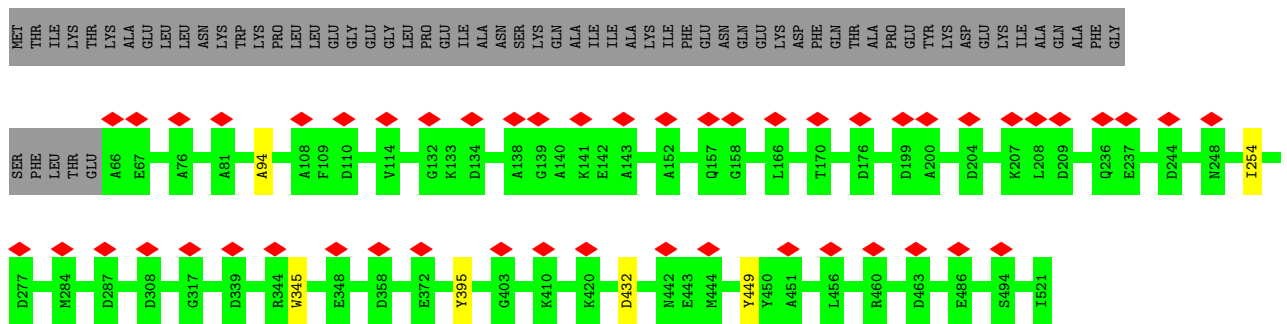 MET THR ILE LYS THR LYS ALA GLU LEU LEU ASN LYS TRP LYS PRO LEU LEU GLU GLY GLU GLY LEU PRO GLU ILE ALA ASN SER LYS GLN ALA ILE ILE ALA LYS ILE PHE GLU ASN GLN GLU LYS ASP PHE GLN THR ALA PRO GLU TYR LYS ASP GLU LYS ILE ALA GLN ALA PHE GLY
SER PHE LEU THR GLU A66 E67 A76 A81 A94 A108 F109 D110 V114 G132 K133 D134 A138 G139 A140 K141 E142 A143 A152 Q157 G158 L166 T170 D176 D199 A200 D204 K207 L208 D209 Q236 E237 D244 N248 I254
D277 M284 D287 D308 G317 D339 R344 W345 E348 D358 E372 Y395 G403 K410 K420 D432 N442 E443 M444 Y449 Y450 A451 L456 R460 D463 E486 S494 I521